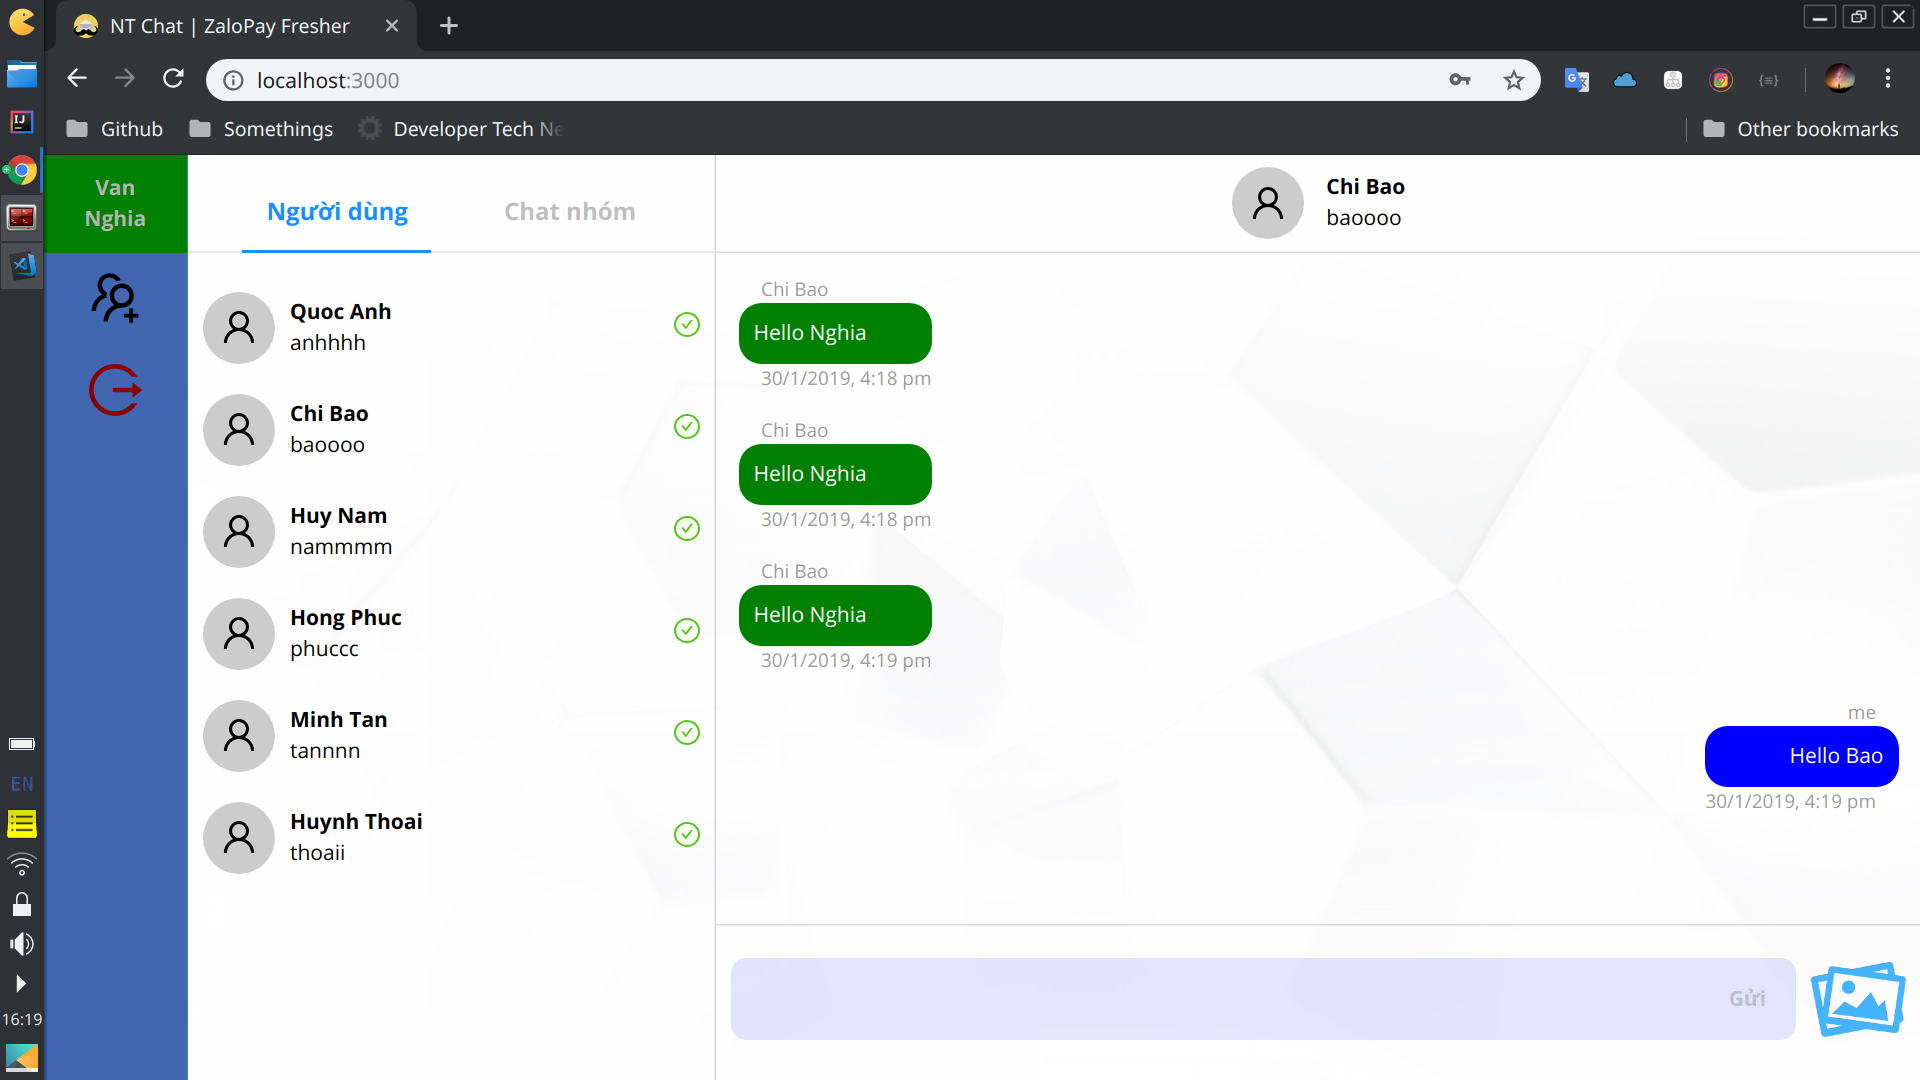 NT Chat | ZaloPay Fresher
localhost:3000
Github
Somethings
Developer Tech Ne
Other bookmarks
Van
Nghia
Người dùng
Chat nhóm
Quoc Anh
anhhhh
Chi Bao
baoooo
Huy Nam
nammmm
Hong Phuc
phuccc
Minh Tan
tannnn
Huynh Thoai
thoaii
Chi Bao
baoooo
Chi Bao
Hello Nghia
30/1/2019, 4:18 pm
Chi Bao
Hello Nghia
30/1/2019, 4:18 pm
Chi Bao
Hello Nghia
30/1/2019, 4:19 pm
me
Hello Bao
30/1/2019, 4:19 pm
Gửi
IJ
EN
16:19